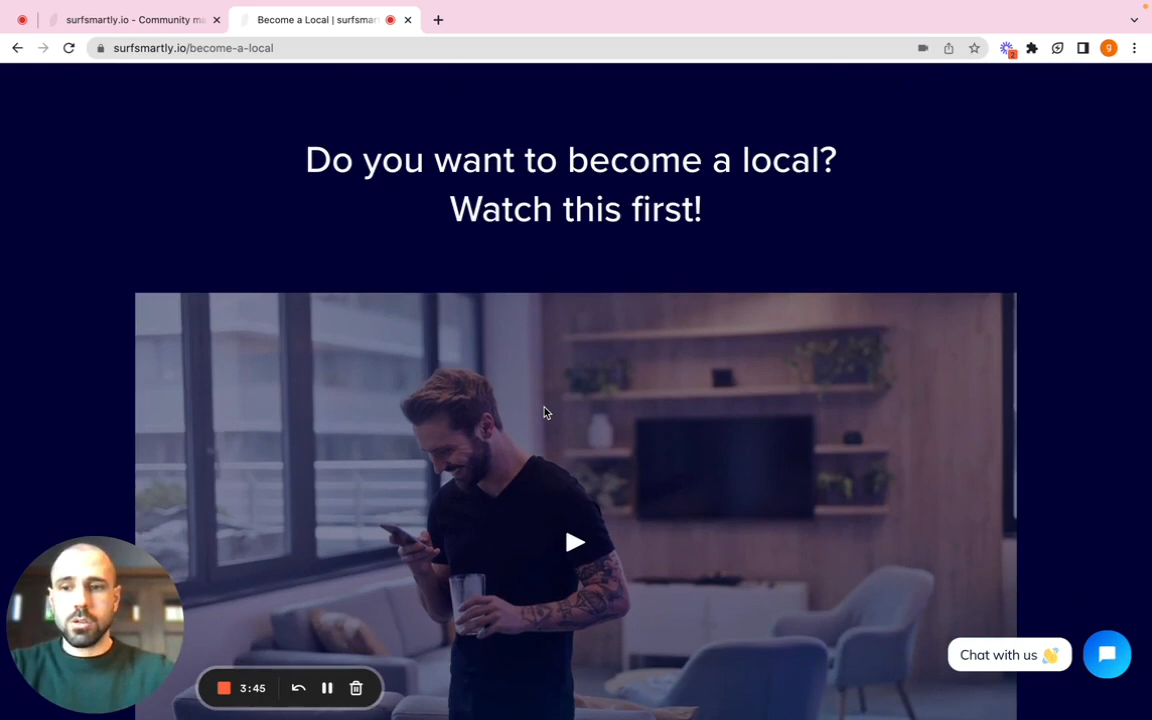 surfsmartly.io - Community ma
Become a Local | surfsmar
surfsmartly.io/become-a-local
2
g
Do you want to become a local?
Watch this first!
Chat with us 👋
3:45